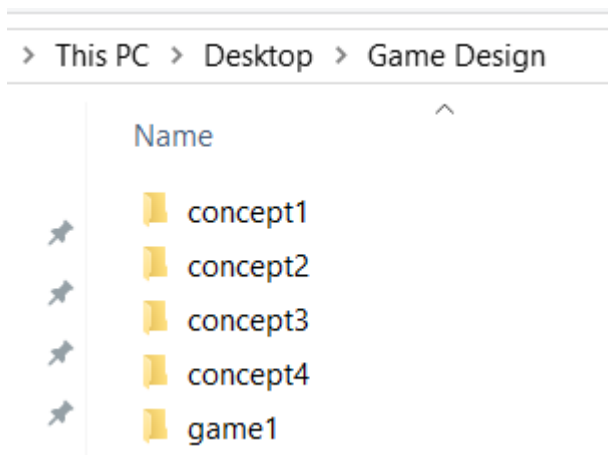 > This PC > Desktop > Game Design
Name
concept1
concept2
concept3
concept4
game1